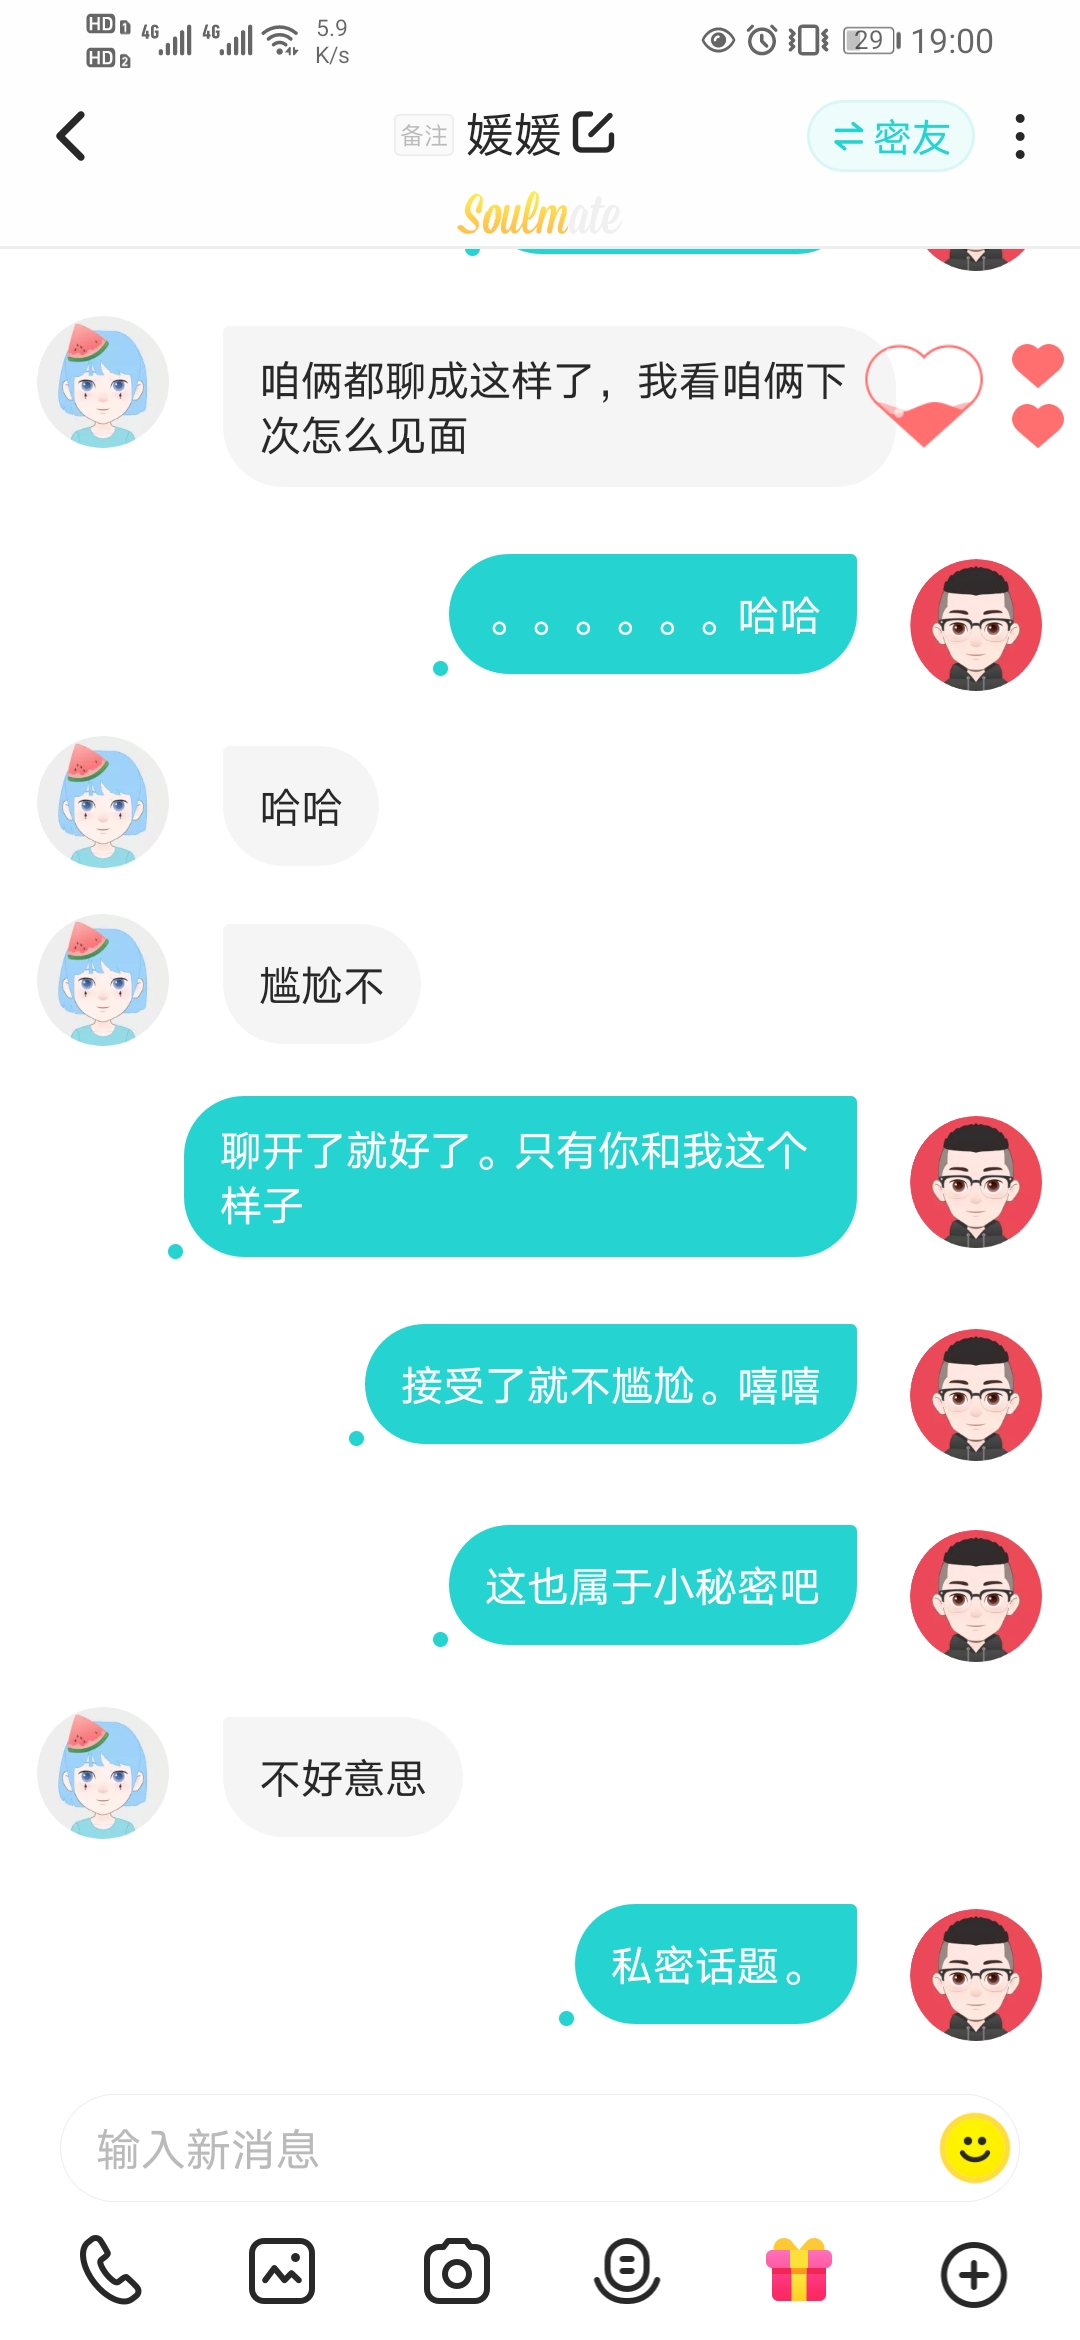 HD 1 4G 4G 5.9
HD 2 K/s
29 19:00
备注 媛媛 密友
Soulmate
咱俩都聊成这样了，我看咱俩下
次怎么见面
。。。。。。哈哈
哈哈
尴尬不
聊开了就好了。只有你和我这个
样子
接受了就不尴尬。嘻嘻
这也属于小秘密吧
不好意思
私密话题。
输入新消息